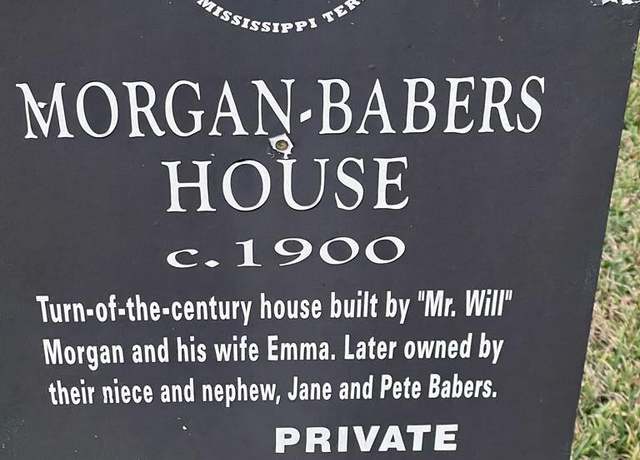 MISSISSIPPI TER
MORGAN-BABERS
HOUSE
c. 1900
Turn-of-the-century house built by "Mr. Will"
Morgan and his wife Emma. Later owned by
their niece and nephew, Jane and Pete Babers.
PRIVATE